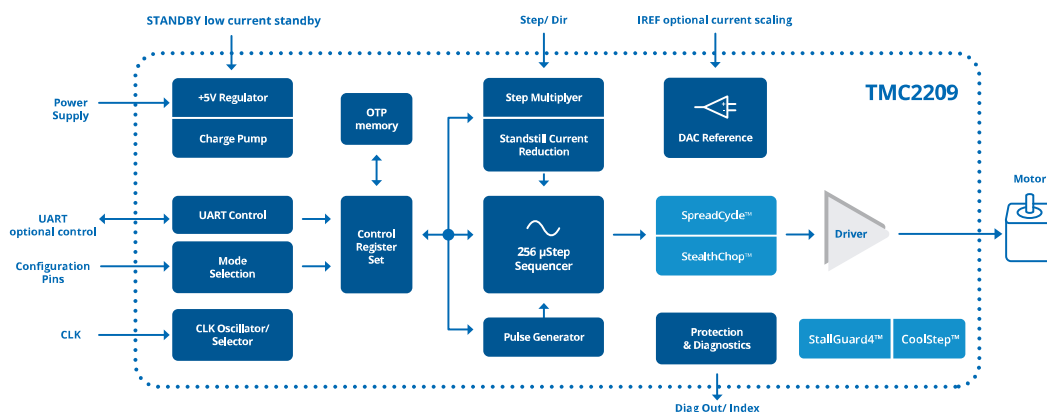 STANDBY low current standby
Step/ Dir
IREF optional current scaling
TMC2209
Power
Supply
+5V Regulator
Charge Pump
OTP
memory
Step Multiplyer
Standstill Current
Reduction
DAC Reference
Motor
UART
optional control
UART Control
Control
Register
Set
256 µStep
Sequencer
SpreadCycle™
StealthChop™
Driver
Configuration
Pins
Mode
Selection
CLK
CLK Oscillator/
Selector
Pulse Generator
Protection
& Diagnostics
StallGuard4™
CoolStep™
Diag Out/ Index